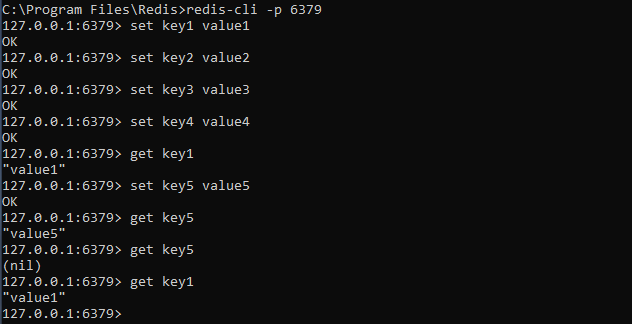 C:\Program Files\Redis>redis-cli -p 6379
127.0.0.1:6379> set key1 value1
OK
127.0.0.1:6379> set key2 value2
OK
127.0.0.1:6379> set key3 value3
OK
127.0.0.1:6379> set key4 value4
OK
127.0.0.1:6379> get key1
"value1"
127.0.0.1:6379> set key5 value5
OK
127.0.0.1:6379> get key5
"value5"
127.0.0.1:6379> get key5
(nil)
127.0.0.1:6379> get key1
"value1"
127.0.0.1:6379>